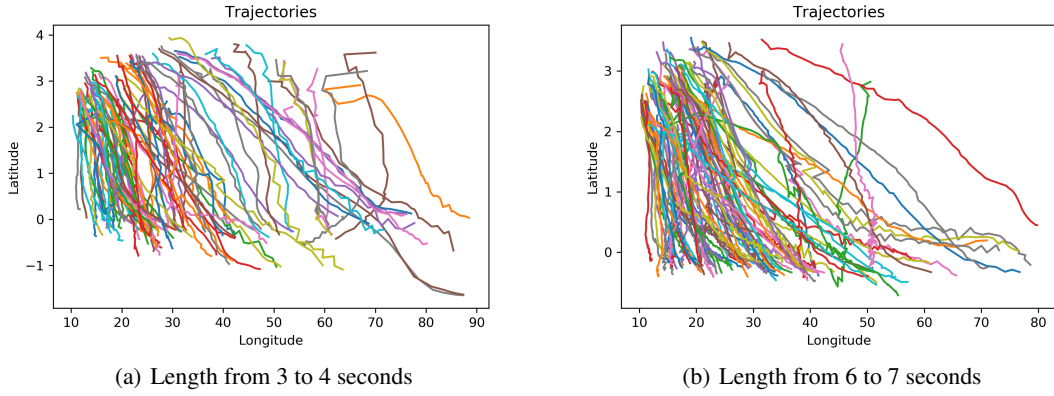 Trajectories
4
3
2
1
0
−1
Latitude
10 20 30 40 50 60 70 80 90
Longitude
(a) Length from 3 to 4 seconds
Trajectories
3
2
1
0
Latitude
10 20 30 40 50 60 70 80
Longitude
(b) Length from 6 to 7 seconds